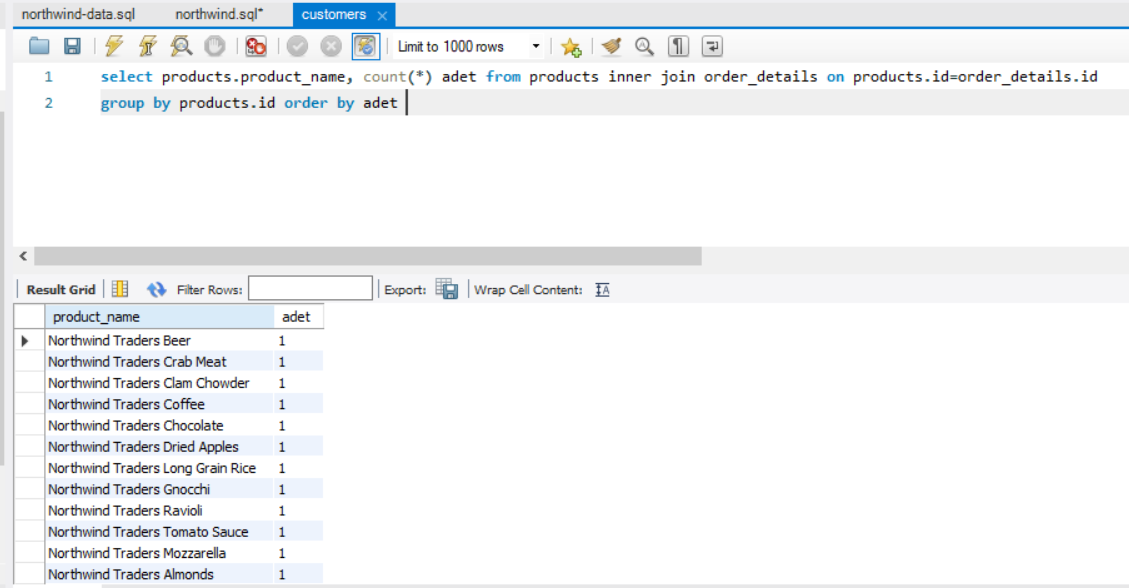 northwind-data.sql northwind.sql* customers
Limit to 1000 rows
1 select products.product_name, count(*) adet from products inner join order_details on products.id=order_details.id
2 group by products.id order by adet
Result Grid Filter Rows: Export: Wrap Cell Content:
product_name adet
Northwind Traders Beer 1
Northwind Traders Crab Meat 1
Northwind Traders Clam Chowder 1
Northwind Traders Coffee 1
Northwind Traders Chocolate 1
Northwind Traders Dried Apples 1
Northwind Traders Long Grain Rice 1
Northwind Traders Gnocchi 1
Northwind Traders Ravioli 1
Northwind Traders Tomato Sauce 1
Northwind Traders Mozzarella 1
Northwind Traders Almonds 1